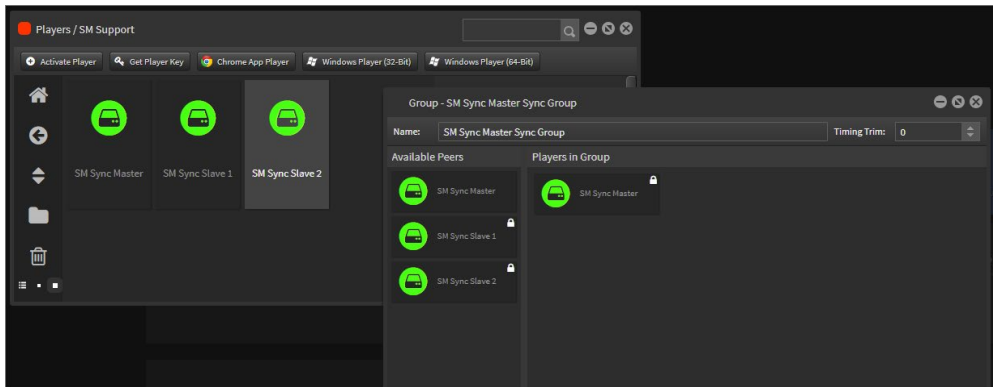 Players / SM Support
Activate Player Get Player Key Chrome App Player Windows Player (32-Bit) Windows Player (64-Bit)
SM Sync Master SM Sync Slave 1 SM Sync Slave 2
Group - SM Sync Master Sync Group
Name: SM Sync Master Sync Group Timing Trim: 0
Available Peers Players in Group
SM Sync Master SM Sync Master
SM Sync Slave 1
SM Sync Slave 2